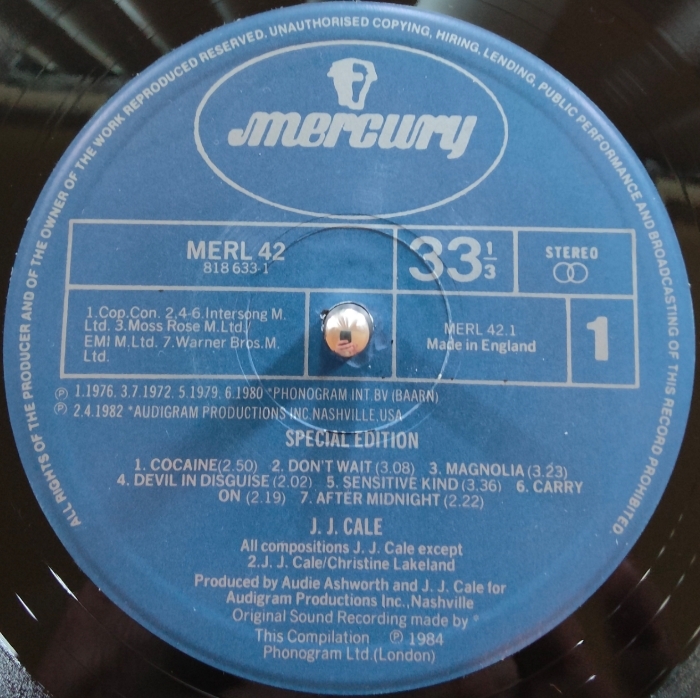 ALL RIGHTS OF THE PRODUCER AND OF THE OWNER OF THE WORK REPRODUCED RESERVED. UNAUTHORISED COPYING, HIRING, LENDING, PUBLIC PERFORMANCE AND BROADCASTING OF THIS RECORD PROHIBITED
mercury
MERL 42
818 633-1
33 1/3
STEREO
1.Cop.Con. 2,4-6.Intersong M.
Ltd. 3.Moss Rose M.Ltd./
EMI M.Ltd. 7.Warner Bros.M.
Ltd.
MERL 42.1
Made in England
1
Ⓟ 1.1976. 3.7.1972. 5.1979. 6.1980 *PHONOGRAM INT. BV (BAARN)
Ⓟ 2.4.1982 *AUDIGRAM PRODUCTIONS INC.NASHVILLE,USA
SPECIAL EDITION
1. COCAINE(2.50) 2. DON'T WAIT (3.08) 3. MAGNOLIA (3.23)
4. DEVIL IN DISGUISE (2.02) 5. SENSITIVE KIND (3.36) 6. CARRY
ON (2.19) 7. AFTER MIDNIGHT (2.22)
J. J. CALE
All compositions J. J. Cale except
2.J. J. Cale/Christine Lakeland
Produced by Audie Ashworth and J. J. Cale for
Audigram Productions Inc., Nashville
Original Sound Recording made by *
This Compilation Ⓟ 1984
Phonogram Ltd.(London)